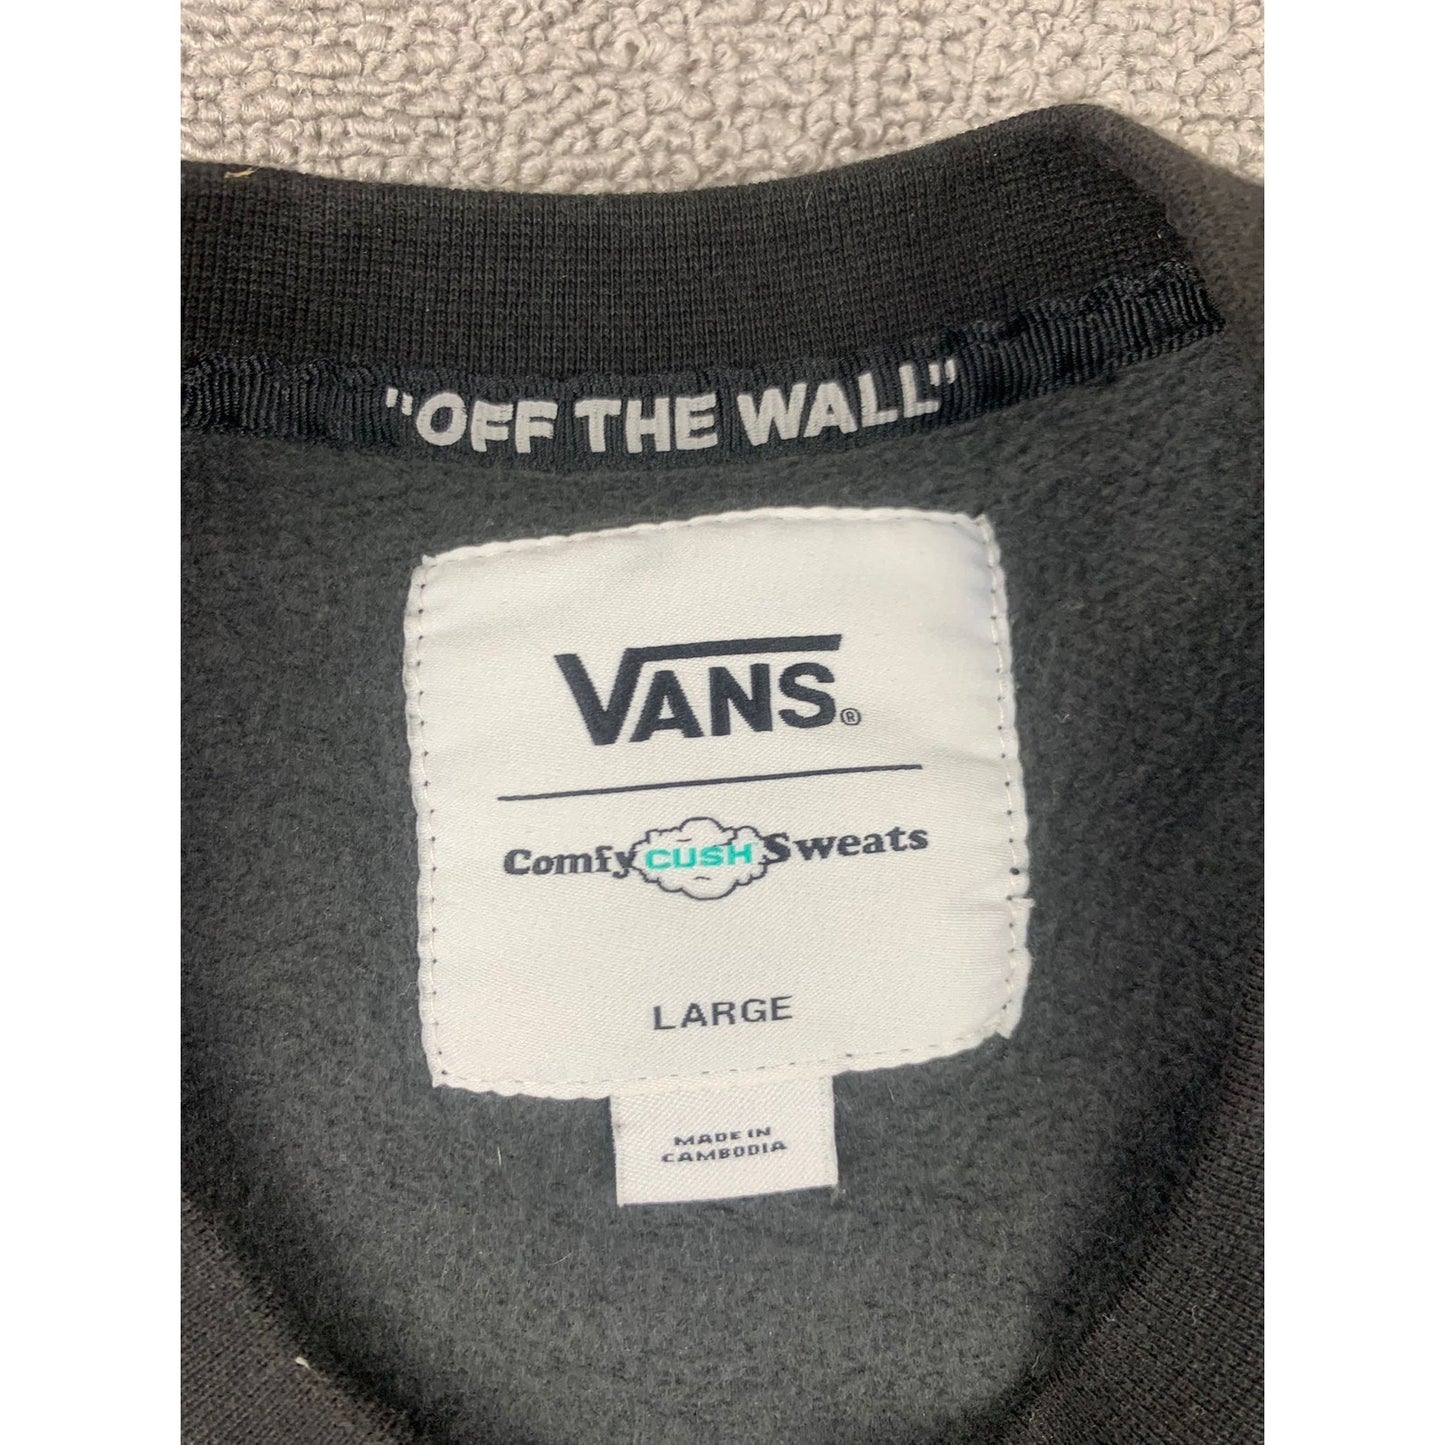 "OFF THE WALL"
VANS®
Comfy CUSH Sweats
LARGE
MADE IN
CAMBODIA